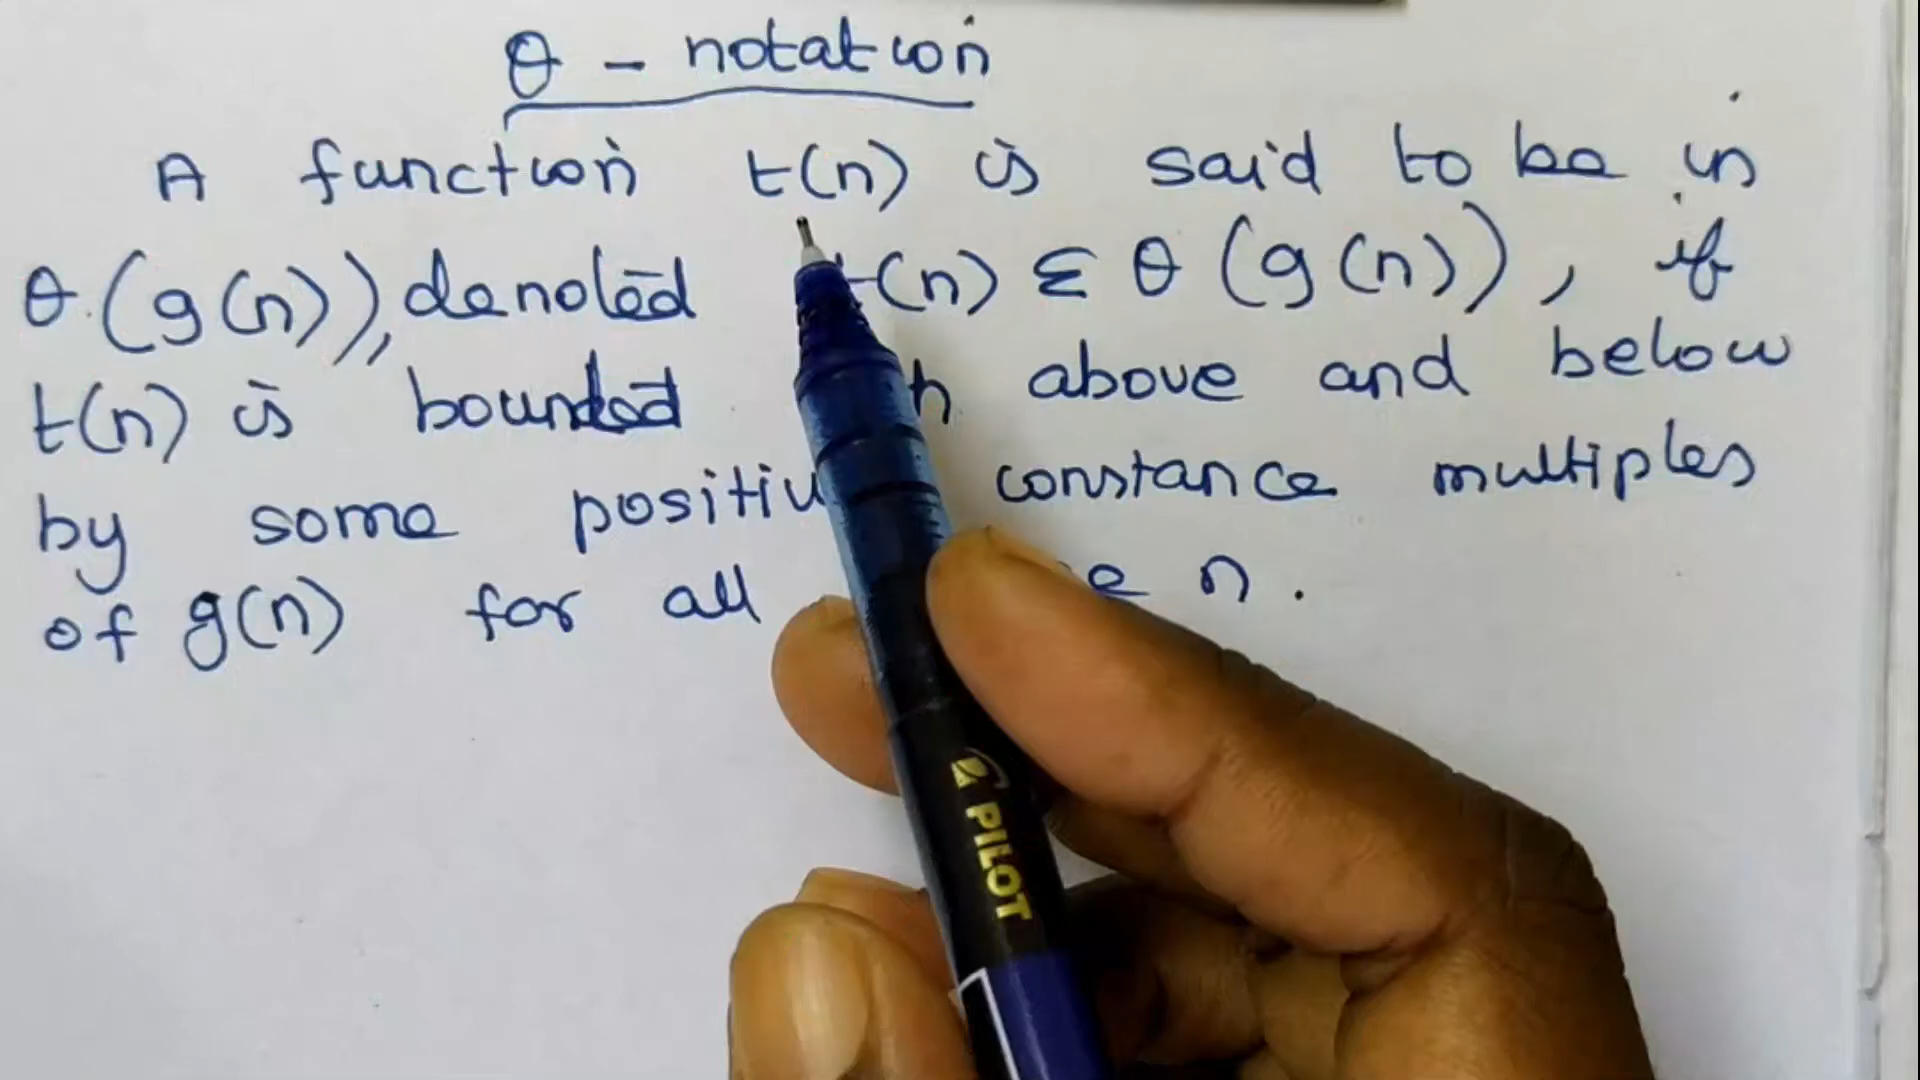 θ - notation
A function t(n) is said to be in
θ (g(n)), denoted t(n) Σ θ (g(n)), if
t(n) is bounded above and below
by some constance multiples
of g(n) for all n.
PILOT